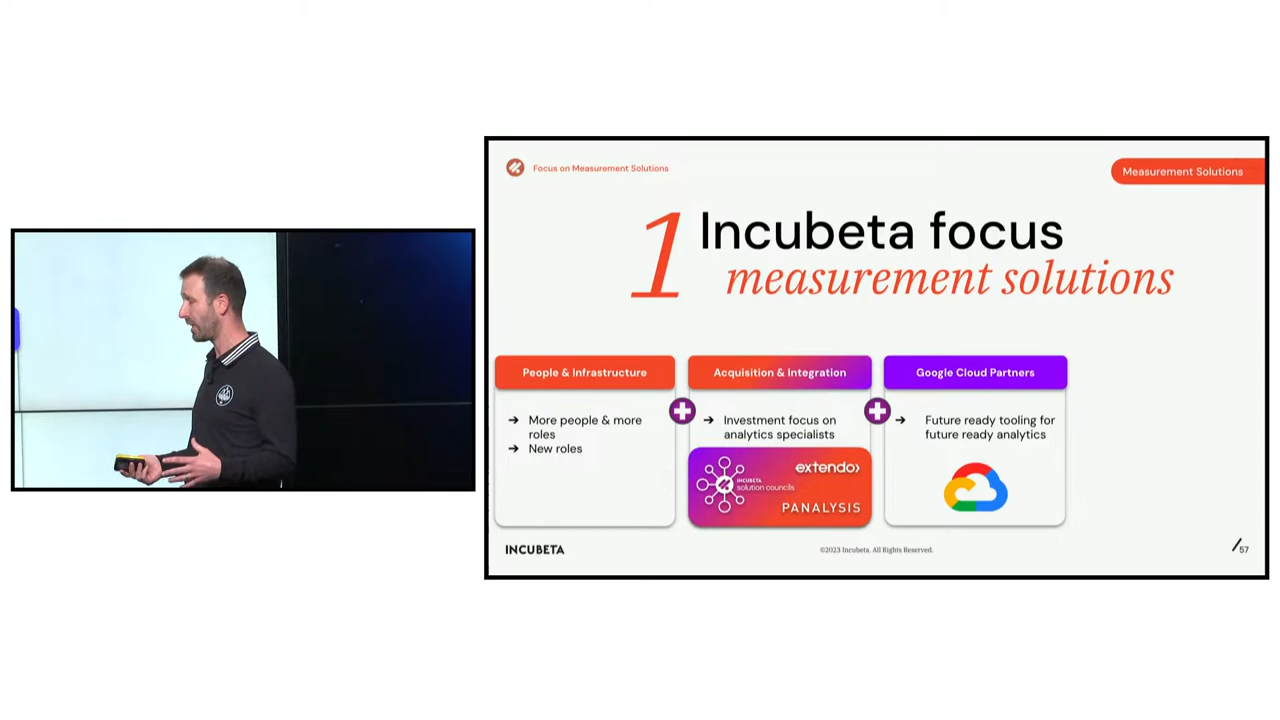 Focus on Measurement Solutions
Measurement Solutions
1
Incubeta focus
measurement solutions
People & Infrastructure
➔ More people & more
roles
➔ New roles
Acquisition & Integration
➔ Investment focus on
analytics specialists
INCUBETA
solution councils
extendo
PANALYSIS
Google Cloud Partners
➔ Future ready tooling for
future ready analytics
INCUBETA
©2023 Incubeta. All Rights Reserved.
/57